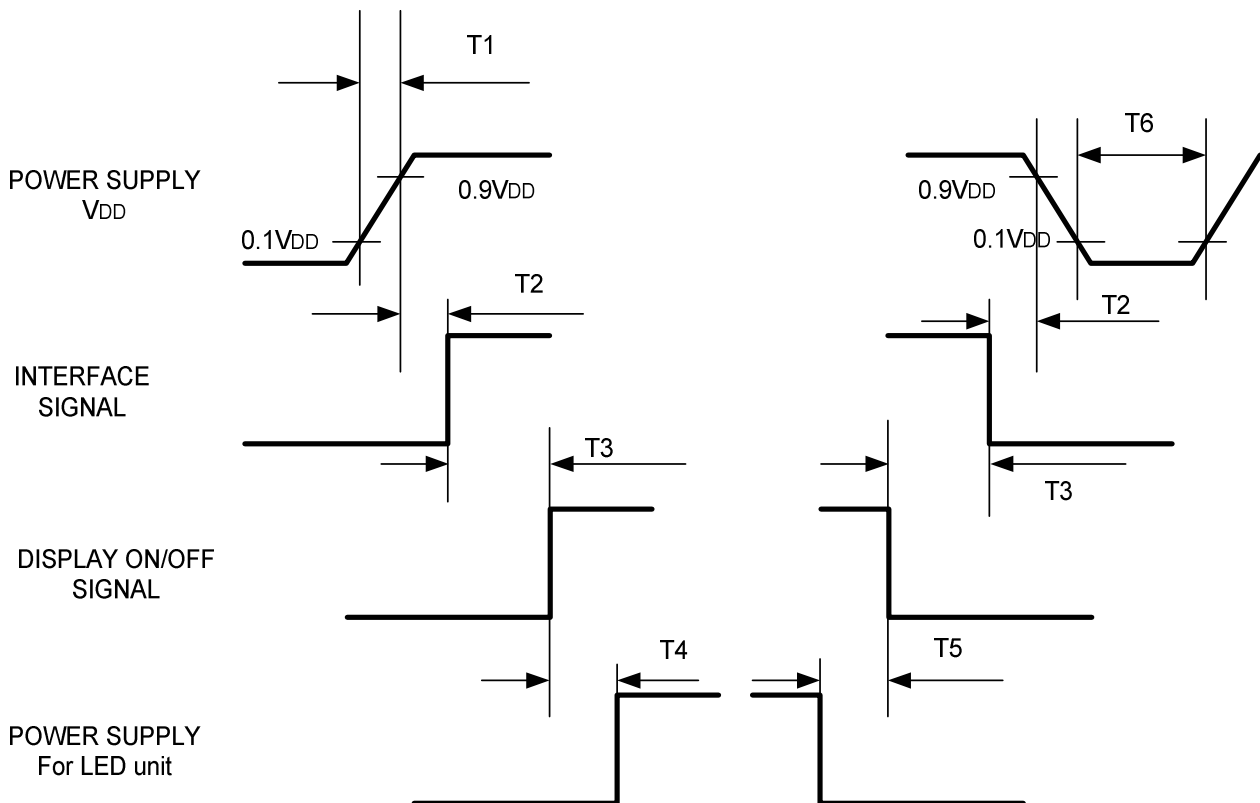 T1
T6
POWER SUPPLY
VDD
0.9VDD
0.9VDD
0.1VDD
0.1VDD
T2
T2
INTERFACE
SIGNAL
T3
T3
DISPLAY ON/OFF
SIGNAL
T4
T5
POWER SUPPLY
For LED unit